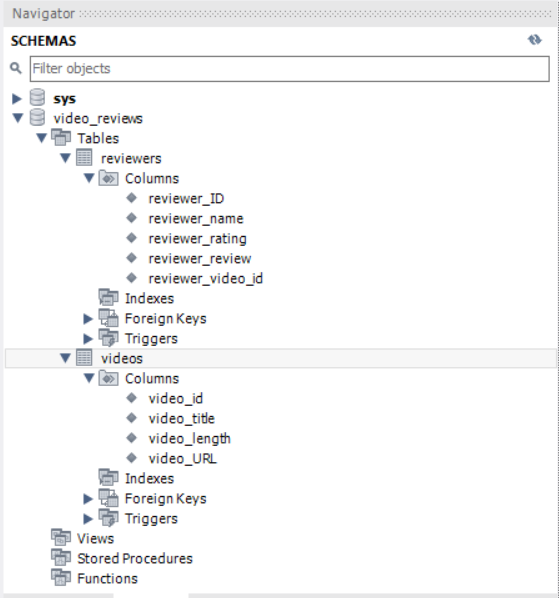 Navigator
SCHEMAS
Filter objects
sys
video_reviews
Tables
reviewers
Columns
reviewer_ID
reviewer_name
reviewer_rating
reviewer_review
reviewer_video_id
Indexes
Foreign Keys
Triggers
videos
Columns
video_id
video_title
video_length
video_URL
Indexes
Foreign Keys
Triggers
Views
Stored Procedures
Functions